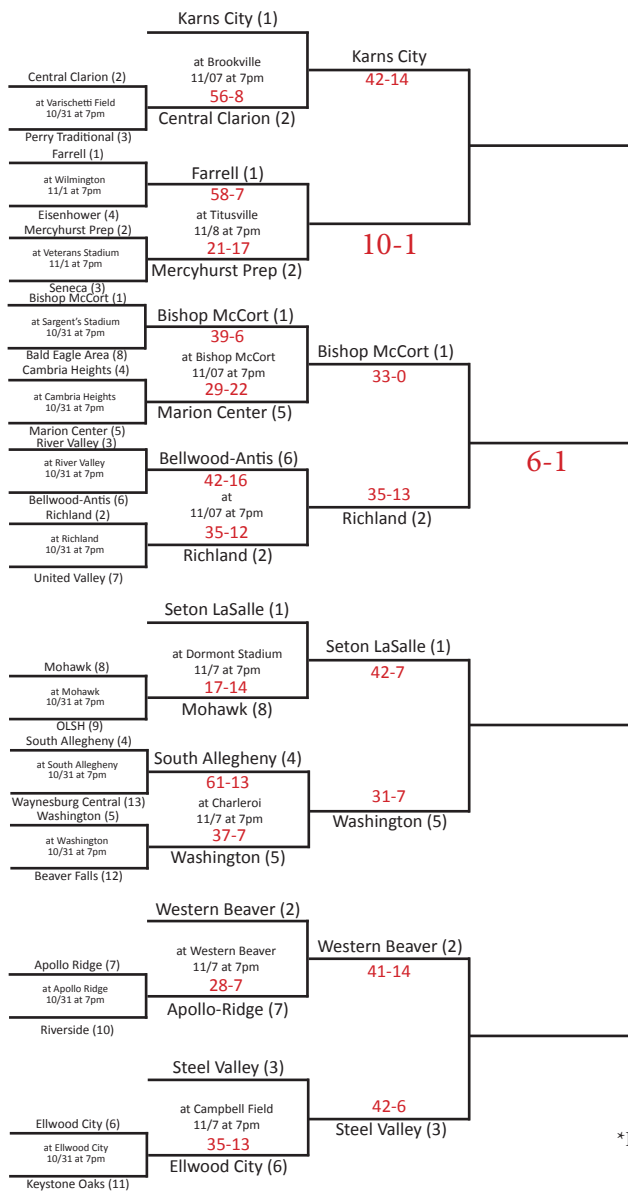 Karns City (1)
at Brookville
11/07 at 7pm
Karns City
42-14
Central Clarion (2)
56-8
at Varischetti Field
10/31 at 7pm
Central Clarion (2)
Perry Traditional (3)
Farrell (1)
Farrell (1)
at Wilmington
11/1 at 7pm
58-7
Eisenhower (4)
at Titusville
11/8 at 7pm
Mercyhurst Prep (2)
10-1
at Veterans Stadium
11/1 at 7pm
21-17
Mercyhurst Prep (2)
Seneca (3)
Bishop McCort (1)
Bishop McCort (1)
at Sargent's Stadium
10/31 at 7pm
39-6
Bald Eagle Area (8)
at Bishop McCort
11/07 at 7pm
Bishop McCort (1)
33-0
Cambria Heights (4)
at Cambria Heights
10/31 at 7pm
29-22
Marion Center (5)
Marion Center (5)
River Valley (3)
6-1
Bellwood-Antis (6)
at River Valley
10/31 at 7pm
42-16
Bellwood-Antis (6)
at
11/07 at 7pm
35-13
Richland (2)
Richland (2)
at Richland
10/31 at 7pm
35-12
Richland (2)
United Valley (7)
Seton LaSalle (1)
at Dormont Stadium
11/7 at 7pm
Seton LaSalle (1)
42-7
Mohawk (8)
at Mohawk
10/31 at 7pm
17-14
Mohawk (8)
OLSH (9)
South Allegheny (4)
South Allegheny (4)
at South Allegheny
10/31 at 7pm
61-13
Waynesburg Central (13)
at Charleroi
11/7 at 7pm
31-7
Washington (5)
Washington (5)
at Washington
10/31 at 7pm
37-7
Washington (5)
Beaver Falls (12)
Western Beaver (2)
at Western Beaver
11/7 at 7pm
Western Beaver (2)
41-14
Apollo Ridge (7)
at Apollo Ridge
10/31 at 7pm
28-7
Apollo-Ridge (7)
Riverside (10)
Steel Valley (3)
at Campbell Field
11/7 at 7pm
42-6
Steel Valley (3)
Ellwood City (6)
at Ellwood City
10/31 at 7pm
35-13
Ellwood City (6)
Keystone Oaks (11)